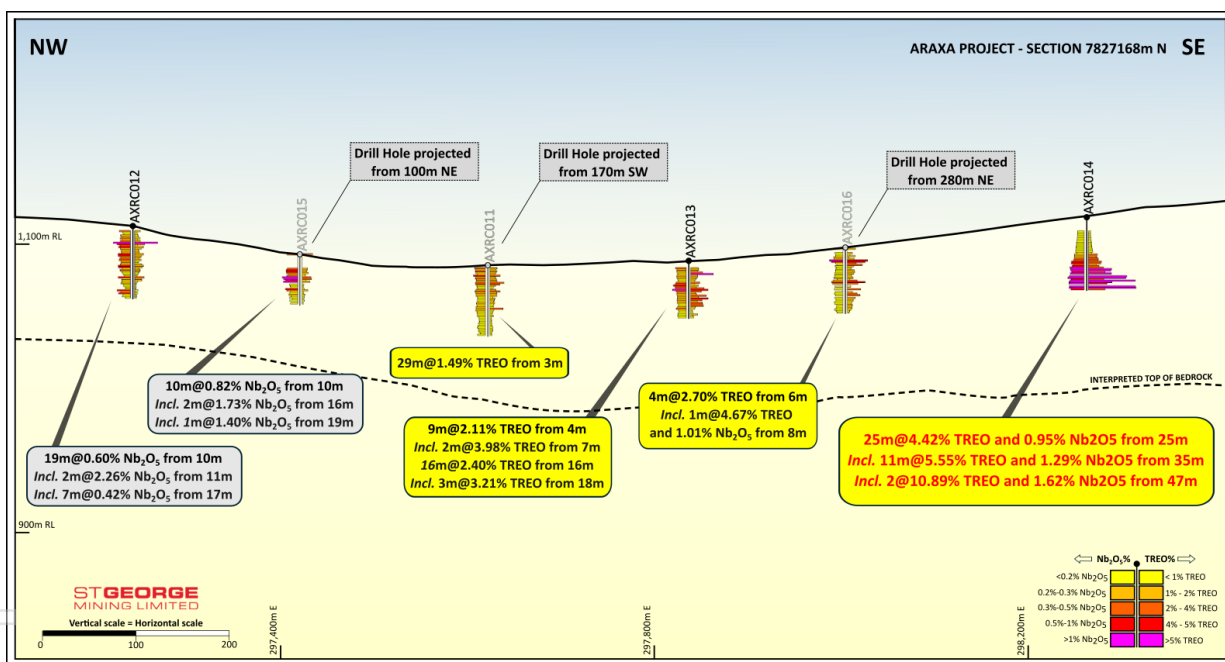 NW
ARAXA PROJECT - SECTION 7827168m N
SE
Drill Hole projected
from 100m NE
Drill Hole projected
from 170m SW
Drill Hole projected
from 280m NE
AXRC012
AXRC015
AXRC011
AXRC013
AXRC016
AXRC014
1,100m RL
29m@1.49% TREO from 3m
10m@0.82% Nb₂O₅ from 10m
Incl. 2m@1.73% Nb₂O₅ from 16m
Incl. 1m@1.40% Nb₂O₅ from 19m
4m@2.70% TREO from 6m
Incl. 1m@4.67% TREO
and 1.01% Nb₂O₅ from 8m
INTERPRETED TOP OF BEDROCK
19m@0.60% Nb₂O₅ from 10m
Incl. 2m@2.26% Nb₂O₅ from 11m
Incl. 7m@0.42% Nb₂O₅ from 17m
9m@2.11% TREO from 4m
Incl. 2m@3.98% TREO from 7m
16m@2.40% TREO from 16m
Incl. 3m@3.21% TREO from 18m
25m@4.42% TREO and 0.95% Nb2O5 from 25m
Incl. 11m@5.55% TREO and 1.29% Nb2O5 from 35m
Incl. 2@10.89% TREO and 1.62% Nb2O5 from 47m
900m RL
STGEORGE
MINING LIMITED
Vertical scale = Horizontal scale
0 100 200
297,400m E
297,800m E
298,200m E
Nb₂O₅% TREO%
<0.2% Nb₂O₅ < 1% TREO
0.2%-0.3% Nb₂O₅ 1% - 2% TREO
0.3%-0.5% Nb₂O₅ 2% - 4% TREO
0.5%-1% Nb₂O₅ 4% - 5% TREO
>1% Nb₂O₅ >5% TREO